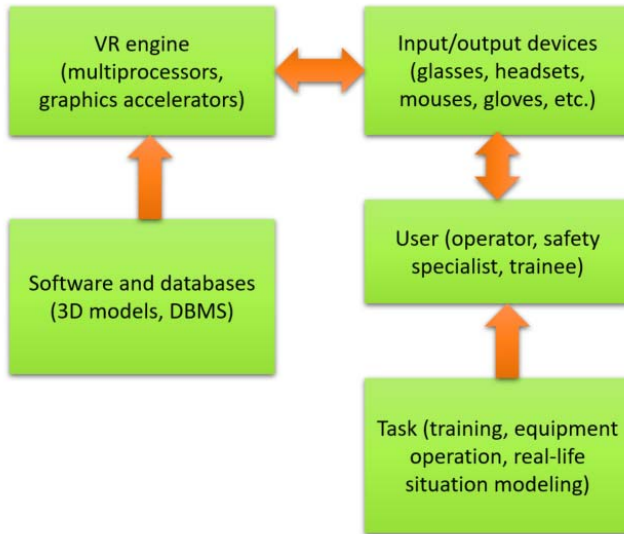 VR engine
(multiprocessors,
graphics accelerators)
Input/output devices
(glasses, headsets,
mouses, gloves, etc.)
Software and databases
(3D models, DBMS)
User (operator, safety
specialist, trainee)
Task (training, equipment
operation, real-life
situation modeling)